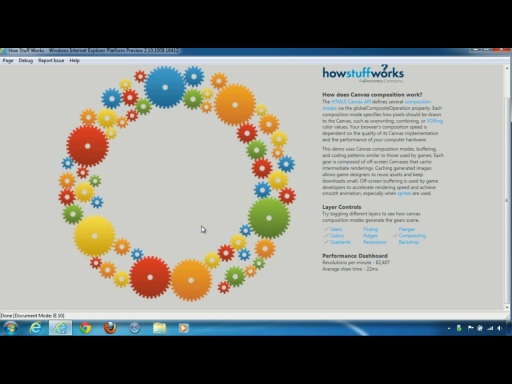 How Stuff Works - Windows Internet Explorer Platform Preview 2.10.1008.16421
Page Debug Report Issue Help
howstuffworks
A Discovery Company
How does Canvas composition work?
The HTML5 Canvas API defines several composition
modes via the globalCompositeOperation property. Each
composition mode specifies how pixels should be drawn
to the Canvas, such as overwriting, combining, or XORing
color values. Your browser's composition speed is
dependent on the quality of its Canvas implementation
and the performance of your computer hardware.
This demo uses Canvas composition modes, buffering,
and coding patterns similar to those used by games. Each
gear is composed of off-screen Canvases that cache
intermediate renderings. Caching generated images
allow game designers to reuse assets and keep
downloads small. Off-screen buffering is used by game
developers to accelerate rendering speed and achieve
smooth animation, especially when sprites are used.
Layer Controls
Try toggling different layers to see how canvas
composition modes generate the gears scene.
Gears Fluting Flanges
Colors Ridges Compositing
Gradients Recessions Backdrop
Performance Dashboard
Revolutions per minute - 82,407
Average draw time - 22ms
Done [Document Mode: IE 10]